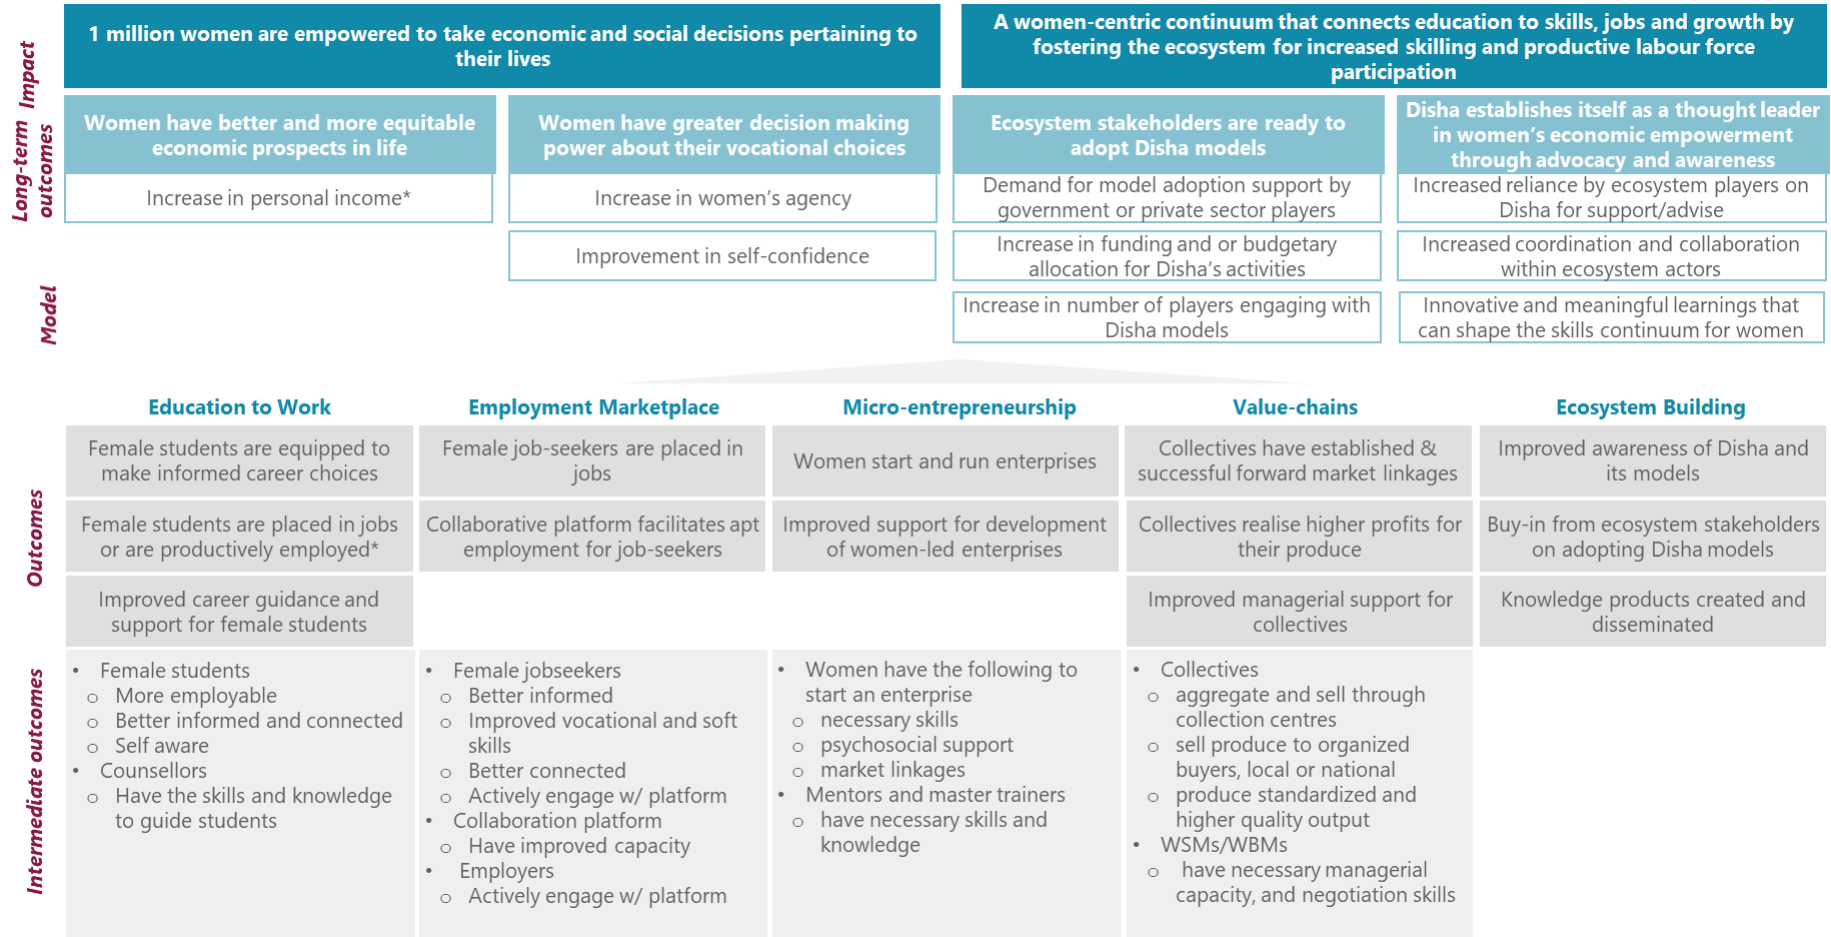 Impact
1 million women are empowered to take economic and social decisions pertaining to
their lives
A women-centric continuum that connects education to skills, jobs and growth by
fostering the ecosystem for increased skilling and productive labour force
participation
Long-term
outcomes
Women have better and more equitable
economic prospects in life
Women have greater decision making
power about their vocational choices
Ecosystem stakeholders are ready to
adopt Disha models
Disha establishes itself as a thought leader
in women's economic empowerment
through advocacy and awareness
Increase in personal income*
Increase in women's agency
Demand for model adoption support by
government or private sector players
Increased reliance by ecosystem players on
Disha for support/advise
Improvement in self-confidence
Increase in funding and or budgetary
allocation for Disha's activities
Increased coordination and collaboration
within ecosystem actors
Model
Increase in number of players engaging with
Disha models
Innovative and meaningful learnings that
can shape the skills continuum for women
Education to Work
Employment Marketplace
Micro-entrepreneurship
Value-chains
Ecosystem Building
Outcomes
Female students are equipped to
make informed career choices
Female job-seekers are placed in
jobs
Women start and run enterprises
Collectives have established &
successful forward market linkages
Improved awareness of Disha and
its models
Female students are placed in jobs
or are productively employed*
Collaborative platform facilitates apt
employment for job-seekers
Improved support for development
of women-led enterprises
Collectives realise higher profits for
their produce
Buy-in from ecosystem stakeholders
on adopting Disha models
Improved career guidance and
support for female students
Improved managerial support for
collectives
Knowledge products created and
disseminated
Intermediate outcomes
• Female students
o More employable
o Better informed and connected
o Self aware
• Counsellors
o Have the skills and knowledge
to guide students
• Female jobseekers
o Better informed
o Improved vocational and soft
skills
o Better connected
o Actively engage w/ platform
• Collaboration platform
o Have improved capacity
• Employers
o Actively engage w/ platform
• Women have the following to
start an enterprise
o necessary skills
o psychosocial support
o market linkages
• Mentors and master trainers
o have necessary skills and
knowledge
• Collectives
o aggregate and sell through
collection centres
o sell produce to organized
buyers, local or national
o produce standardized and
higher quality output
• WSMs/WBMs
o have necessary managerial
capacity, and negotiation skills